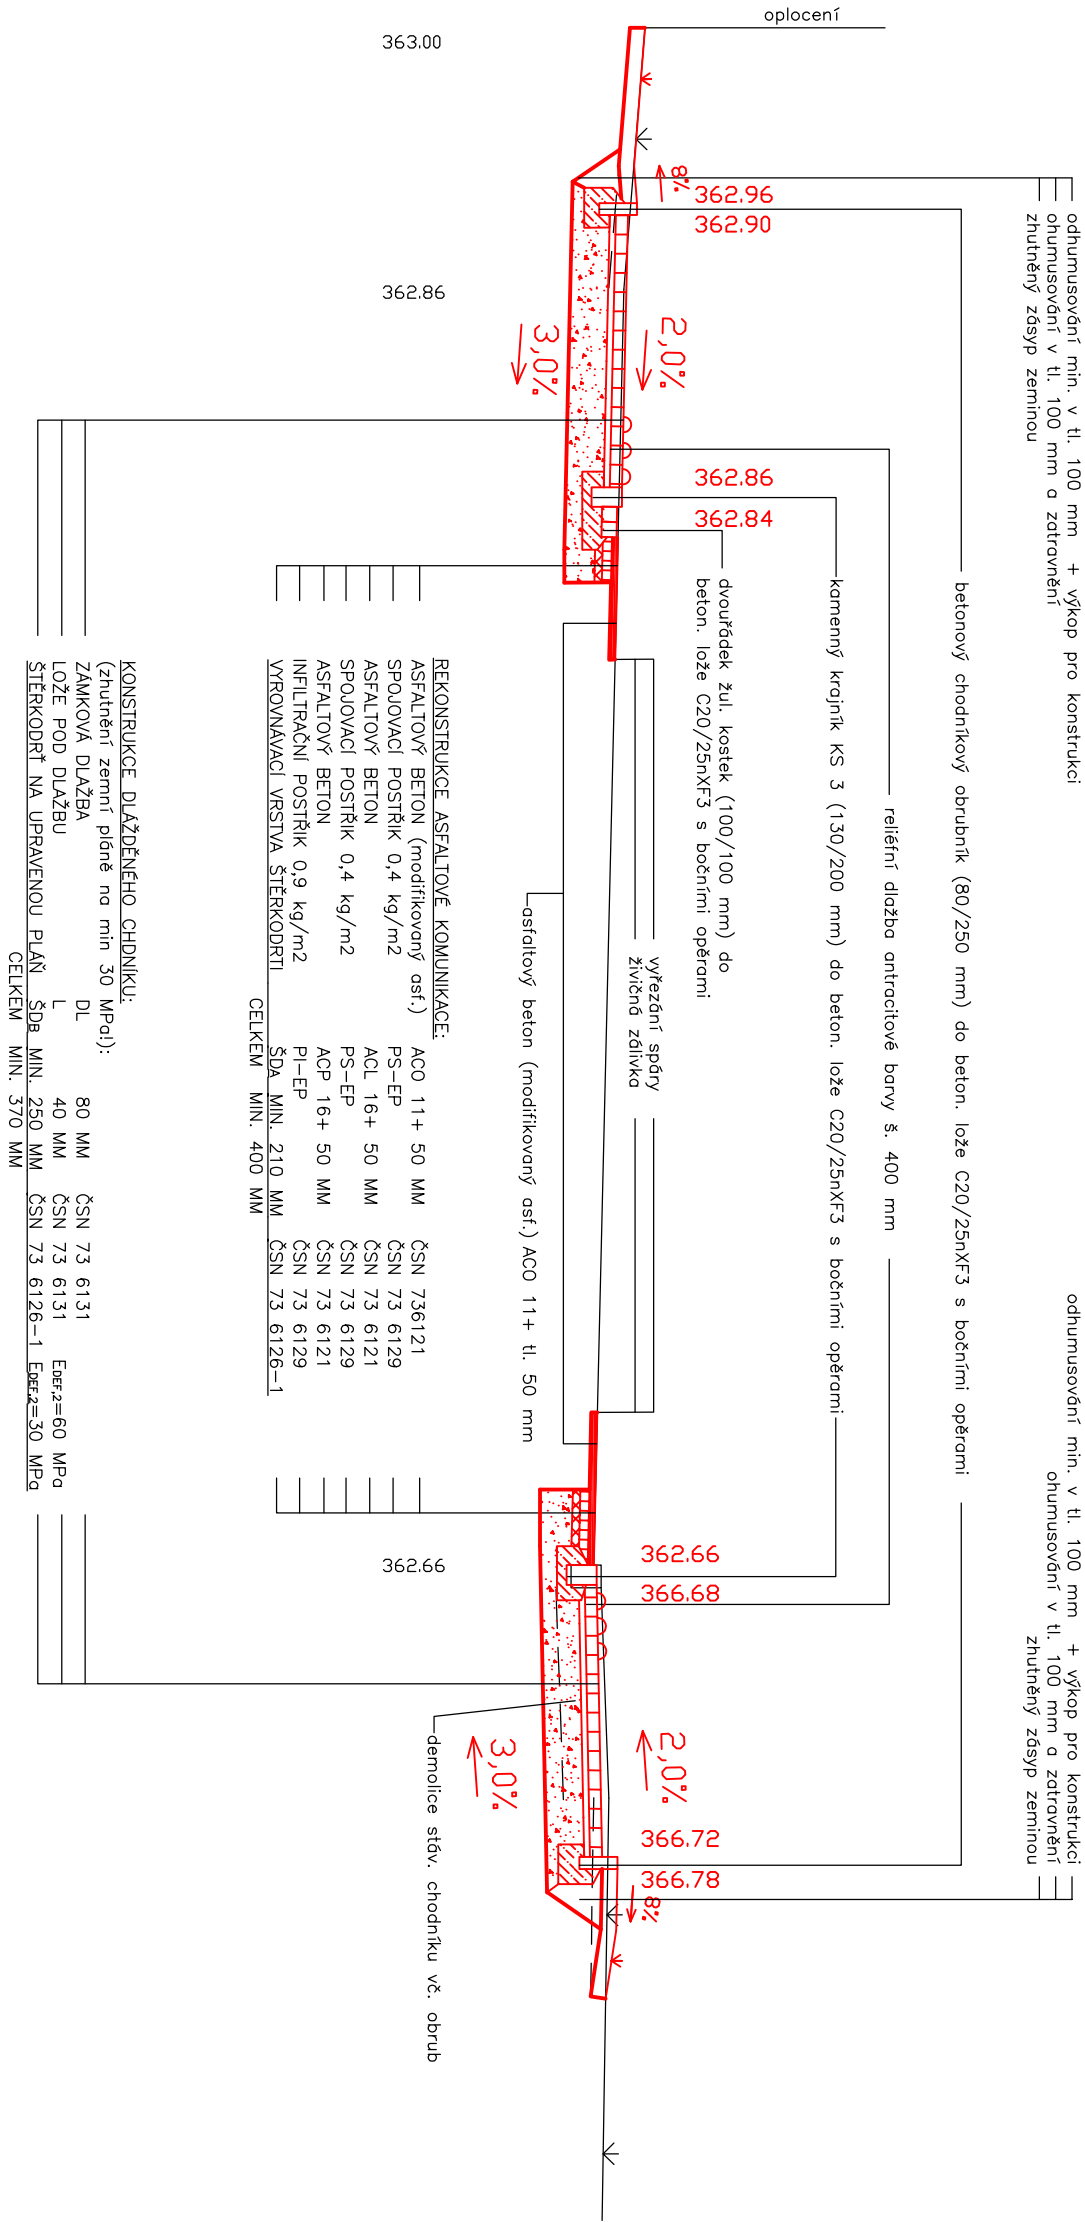 oplocení
363.00
362.86
362.66
odhumusování min. v tl. 100 mm + výkop pro konstrukci
ohumusování v tl. 100 mm a zatravnění
zhutněný zásyp zeminou
odhumusování min. v tl. 100 mm + výkop pro konstrukci
ohumusování v tl. 100 mm a zatravnění
zhutněný zásyp zeminou
betonový chodníkový obrubník (80/250 mm) do beton. lože C20/25nXF3 s bočními opěrami
reliéfní dlažba antracitové barvy š. 400 mm
kamenný krajník KS 3 (130/200 mm) do beton. lože C20/25nXF3 s bočními opěrami
dvouřádek žul. kostek (100/100 mm) do
beton. lože C20/25nXF3 s bočními opěrami
vyřezání spáry
živičná zálivka
8%
362.96
362.90
2,0%
3,0%
362.86
362.84
362.66
366.68
2,0%
3,0%
366.72
366.78
8%
asfaltový beton (modifikovaný asf.) ACO 11+ tl. 50 mm
demolice stáv. chodníku vč. obrub
REKONSTRUKCE ASFALTOVÉ KOMUNIKACE:
ASFALTOVÝ BETON (modifikovaný asf.) ACO 11+ 50 MM ČSN 736121
SPOJOVACÍ POSTŘIK 0,4 kg/m2 PS-EP ČSN 73 6129
ASFALTOVÝ BETON ACL 16+ 50 MM ČSN 73 6121
SPOJOVACÍ POSTŘIK 0,4 kg/m2 PS-EP ČSN 73 6129
ASFALTOVÝ BETON ACP 16+ 50 MM ČSN 73 6121
INFILTRAČNÍ POSTŘIK 0,9 kg/m2 PI-EP ČSN 73 6129
VYROVNÁVACÍ VRSTVA ŠTĚRKODRTI ŠDA MIN. 210 MM ČSN 73 6126-1
CELKEM MIN. 400 MM
KONSTRUKCE DLÁŽDĚNÉHO CHDNÍKU:
(zhutnění zemní pláně na min 30 MPa!):
ZÁMKOVÁ DLAŽBA DL 80 MM ČSN 73 6131
LOŽE POD DLAŽBU L 40 MM ČSN 73 6131 EDEF,2=60 MPa
ŠTĚRKODRŤ NA UPRAVENOU PLÁŇ ŠDB MIN. 250 MM ČSN 73 6126-1 EDEF,2=30 MPa
CELKEM MIN. 370 MM